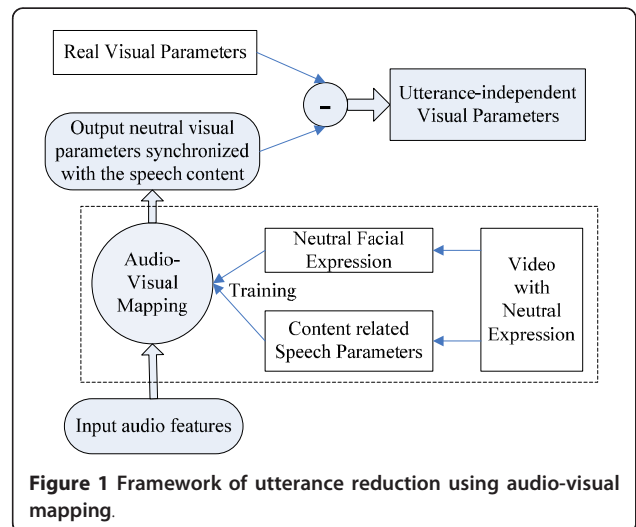 Real Visual Parameters
-
Utterance-independent
Visual Parameters
Output neutral visual
parameters synchronized
with the speech content
Audio-
Visual
Mapping
Training
Neutral Facial
Expression
Content related
Speech Parameters
Video
with
Neutral
Expression
Input audio features
Figure 1 Framework of utterance reduction using audio-visual
mapping.